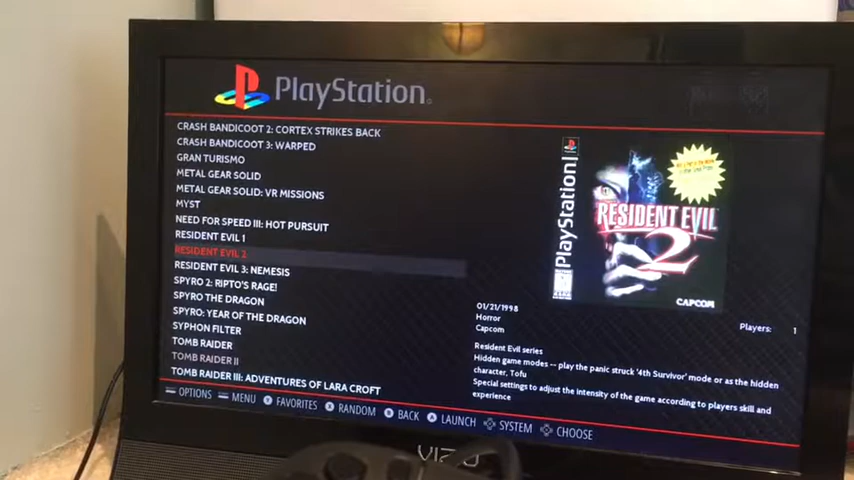 PlayStation
CRASH BANDICOOT 2: CORTEX STRIKES BACK
CRASH BANDICOOT 3: WARPED
GRAN TURISMO
METAL GEAR SOLID
METAL GEAR SOLID: VR MISSIONS
MYST
NEED FOR SPEED III: HOT PURSUIT
RESIDENT EVIL 1
RESIDENT EVIL 2
RESIDENT EVIL 3: NEMESIS
SPYRO 2: RIPTO'S RAGE!
SPYRO THE DRAGON
SPYRO: YEAR OF THE DRAGON
SYPHON FILTER
TOMB RAIDER
TOMB RAIDER II
TOMB RAIDER III: ADVENTURES OF LARA CROFT
PlayStation
RESIDENT EVIL
2
CAPCOM
01/21/1998
Horror
Capcom
Players: 1
Resident Evil series
Hidden game modes -- play the panic struck '4th Survivor' mode or as the hidden
character, Tofu
Special settings to adjust the intensity of the game according to players skill and
experience
OPTIONS MENU Y FAVORITES X RANDOM B BACK A LAUNCH SYSTEM CHOOSE
VIZIO